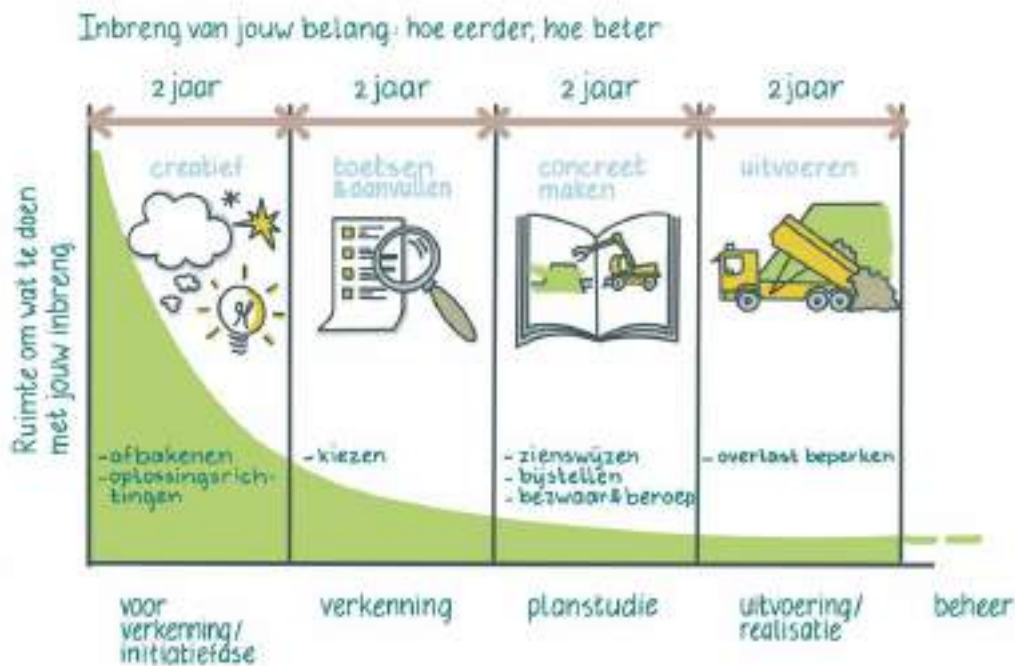 Inbreng van jouw belang: hoe eerder, hoe beter
2 jaar
2 jaar
2 jaar
2 jaar
creatief
toetsen
& aanvullen
concreet
maken
uitvoeren
Ruimte om wat te doen
met jouw inbreng
- afbakenen
- oplossingsrich-
tingen
- kiezen
- zienswijzen
- bijstellen
- bezwaar & beroep
- overlast beperken
voor
verkenning/
initiatiefase
verkenning
planstudie
uitvoering/
realisatie
beheer